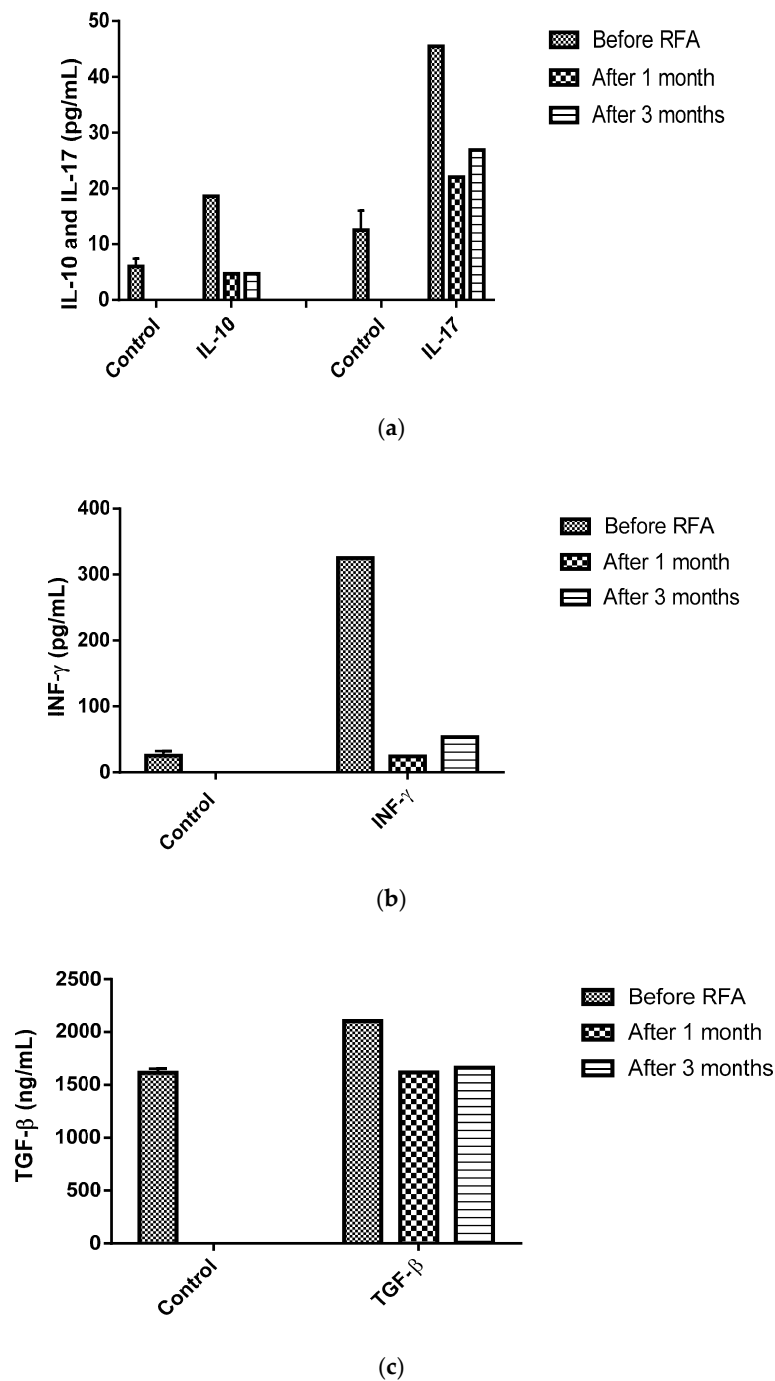 50
40
30
20
10
0
IL-10 and IL-17 (pg/mL)
Control
IL-10
Control
IL-17
Before RFA
After 1 month
After 3 months
(a)
400
300
200
100
0
INF-γ (pg/mL)
Control
INF-γ
Before RFA
After 1 month
After 3 months
(b)
2500
2000
1500
1000
500
0
TGF-β (ng/mL)
Control
TGF-β
Before RFA
After 1 month
After 3 months
(c)